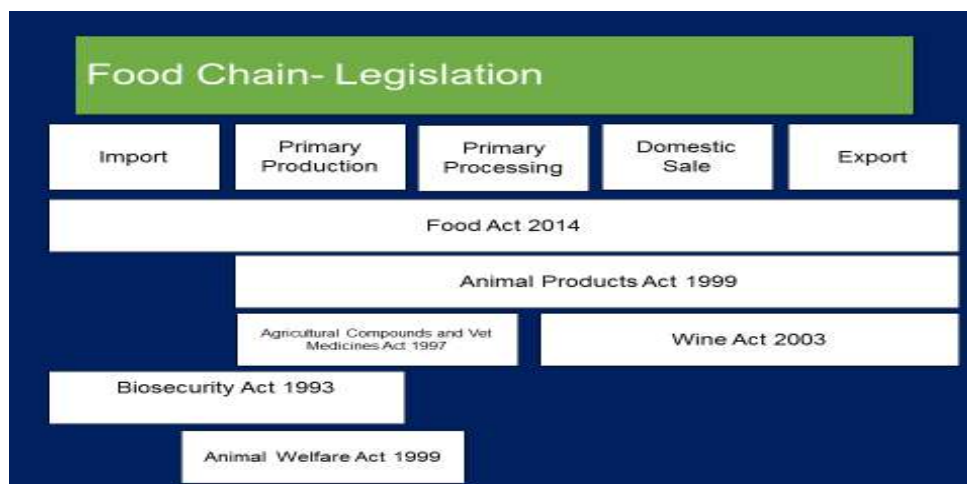 Food Chain- Legislation
Import
Primary
Production
Primary
Processing
Domestic
Sale
Export
Food Act 2014
Animal Products Act 1999
Agricultural Compounds and Vet
Medicines Act 1997
Wine Act 2003
Biosecurity Act 1993
Animal Welfare Act 1999